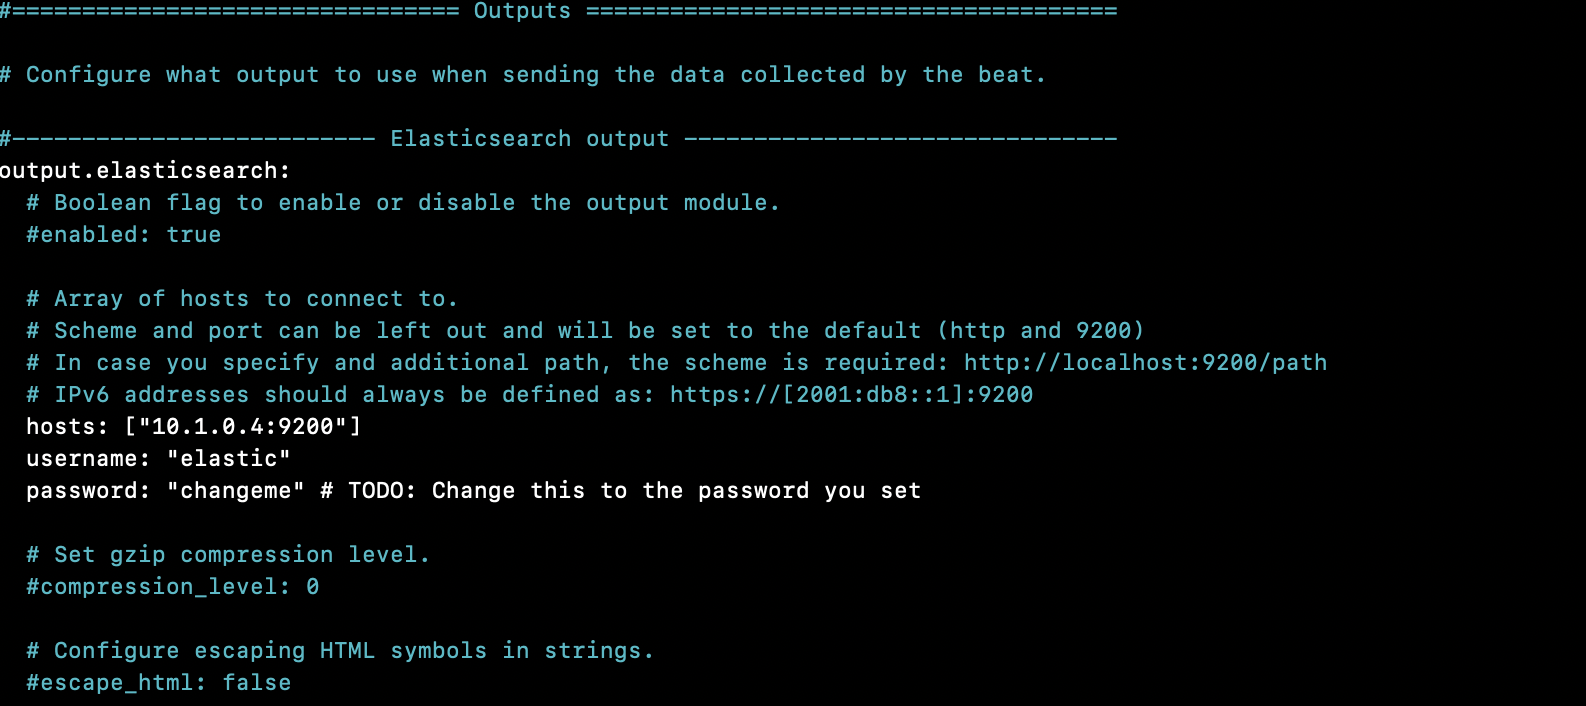 #================================ Outputs ======================================

# Configure what output to use when sending the data collected by the beat.

#-------------------------- Elasticsearch output -------------------------------
output.elasticsearch:
  # Boolean flag to enable or disable the output module.
  #enabled: true

  # Array of hosts to connect to.
  # Scheme and port can be left out and will be set to the default (http and 9200)
  # In case you specify and additional path, the scheme is required: http://localhost:9200/path
  # IPv6 addresses should always be defined as: https://[2001:db8::1]:9200
  hosts: ["10.1.0.4:9200"]
  username: "elastic"
  password: "changeme" # TODO: Change this to the password you set

  # Set gzip compression level.
  #compression_level: 0

  # Configure escaping HTML symbols in strings.
  #escape_html: false